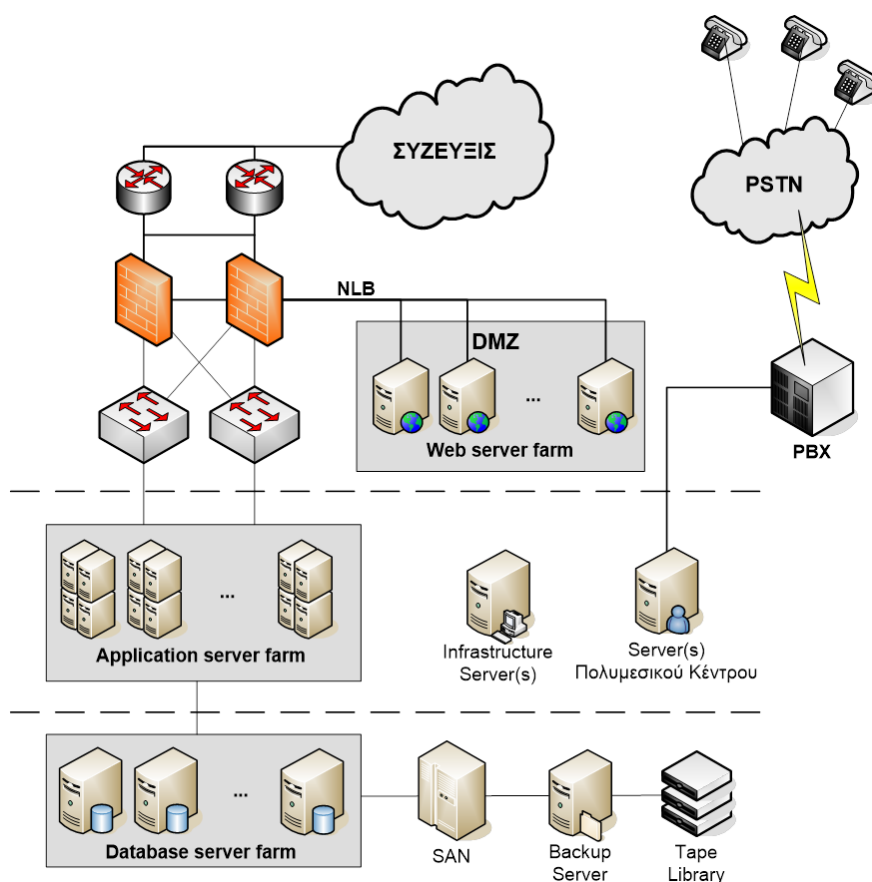 ΣΥΖΕΥΞΙΣ
PSTN
NLB
DMZ
...
Web server farm
PBX
...
Application server farm
Infrastructure
Server(s)
Server(s)
Πολυμεσικού Κέντρου
...
Database server farm
SAN
Backup
Server
Tape
Library